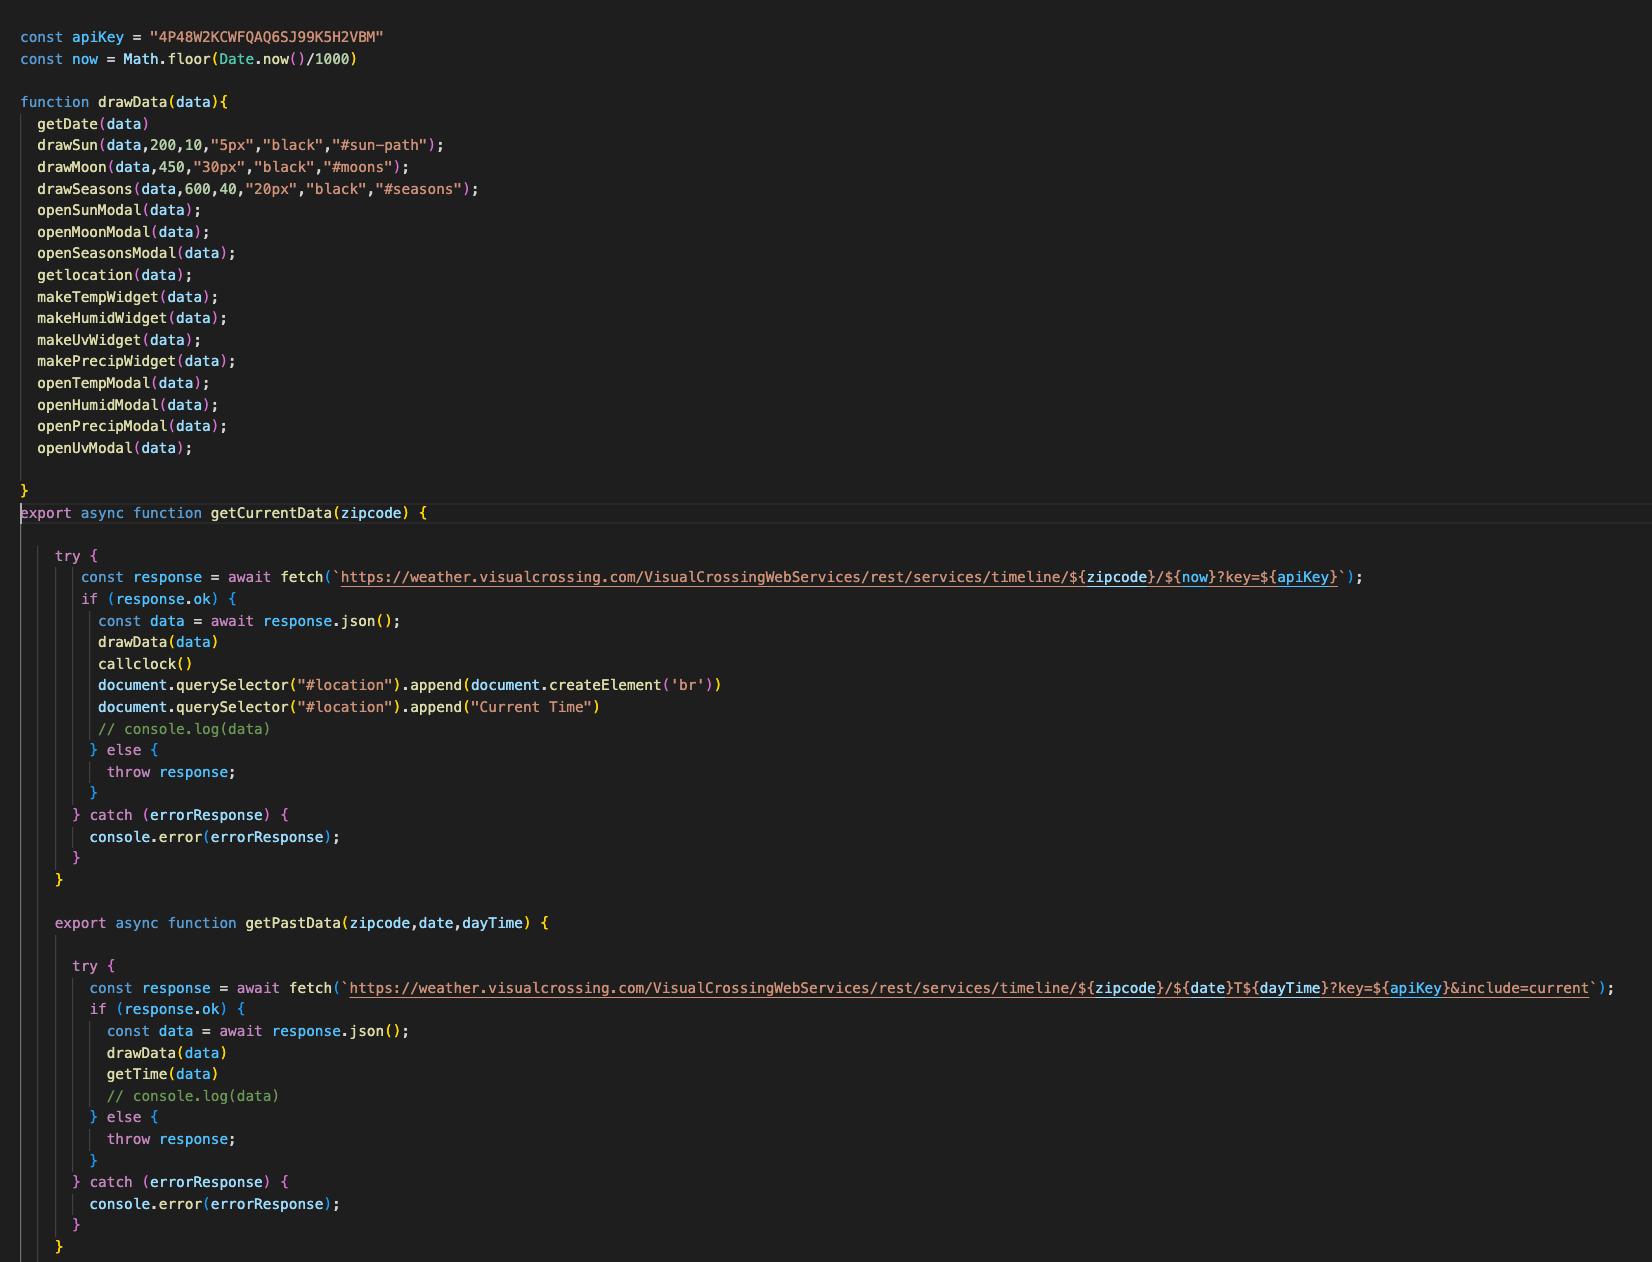 const apiKey = "4P48W2KCWFQAQ6SJ99K5H2VBM"
const now = Math.floor(Date.now()/1000)
function drawData(data){
getDate(data)
drawSun(data,200,10,"5px","black","#sun-path");
drawMoon(data,450,"30px","black","#moons");
drawSeasons(data,600,40,"20px","black","#seasons");
openSunModal(data);
openMoonModal(data);
openSeasonsModal(data);
getlocation(data);
makeTempWidget(data);
makeHumidWidget(data);
makeUvWidget(data);
makePrecipWidget(data);
openTempModal(data);
openHumidModal(data);
openPrecipModal(data);
openUvModal(data);
}
export async function getCurrentData(zipcode) {
try {
const response = await fetch(`https://weather.visualcrossing.com/VisualCrossingWebServices/rest/services/timeline/${zipcode}/${now}?key=${apiKey}`);
if (response.ok) {
const data = await response.json();
drawData(data)
callclock()
document.querySelector("#location").append(document.createElement('br'))
document.querySelector("#location").append("Current Time")
// console.log(data)
} else {
throw response;
}
} catch (errorResponse) {
console.error(errorResponse);
}
}
export async function getPastData(zipcode,date,dayTime) {
try {
const response = await fetch(`https://weather.visualcrossing.com/VisualCrossingWebServices/rest/services/timeline/${zipcode}/${date}T${dayTime}?key=${apiKey}&include=current`);
if (response.ok) {
const data = await response.json();
drawData(data)
getTime(data)
// console.log(data)
} else {
throw response;
}
} catch (errorResponse) {
console.error(errorResponse);
}
}